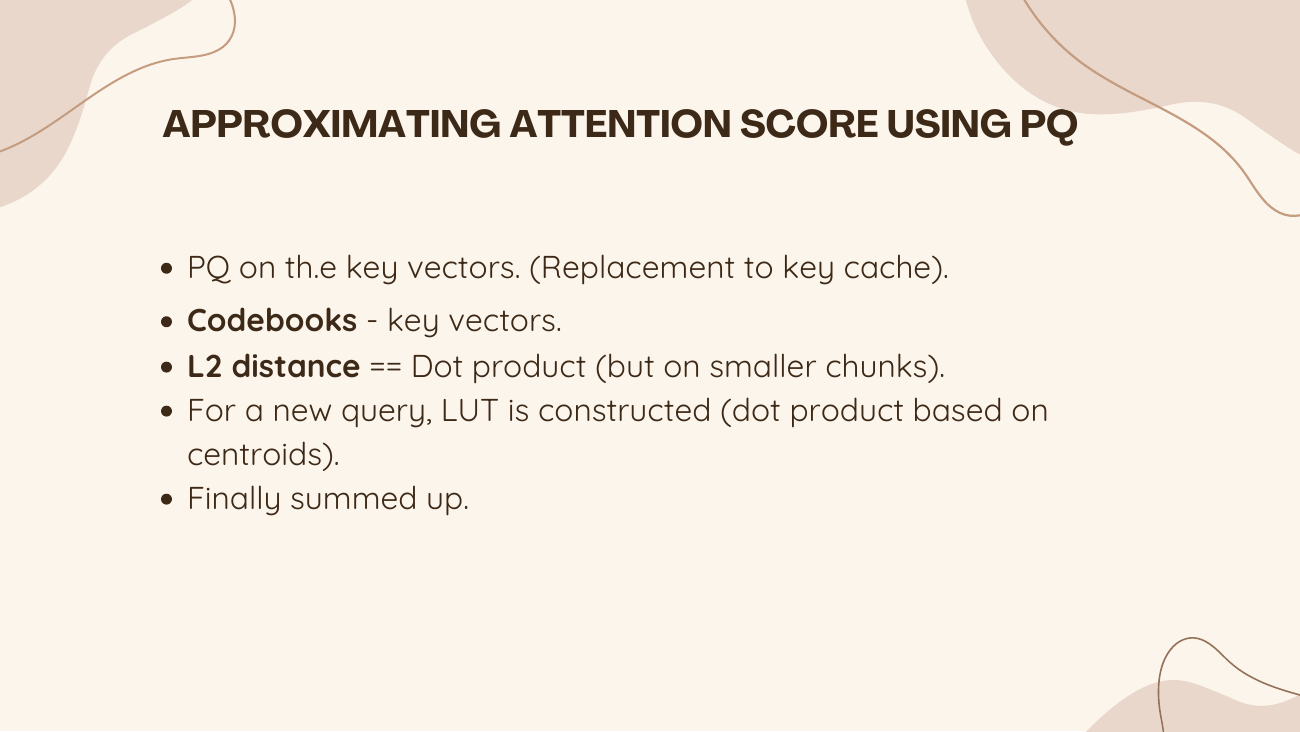 APPROXIMATING ATTENTION SCORE USING PQ
• PQ on th.e key vectors. (Replacement to key cache).
• Codebooks - key vectors.
• L2 distance == Dot product (but on smaller chunks).
• For a new query, LUT is constructed (dot product based on
centroids).
• Finally summed up.